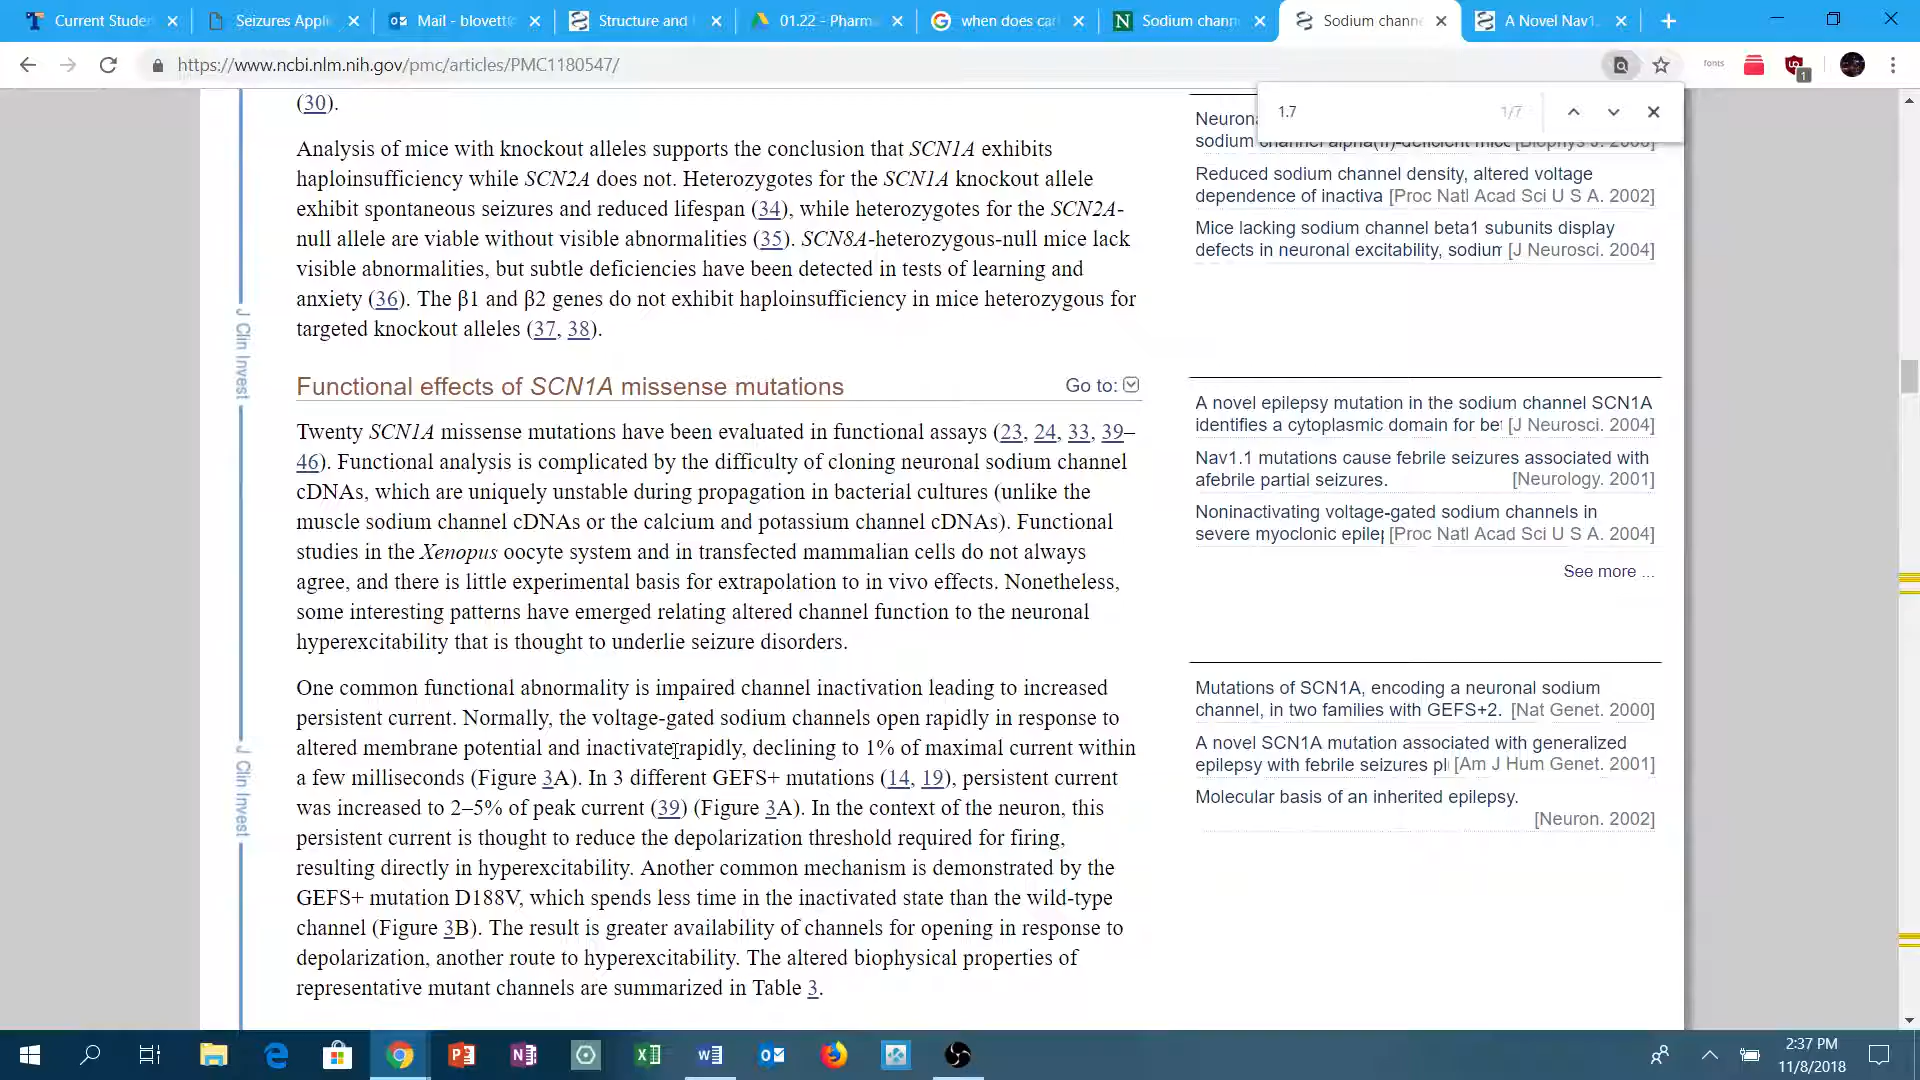 Current Studen
Seizures Appli
Mail - blovette
Structure and
01.22 - Pharm
when does ca
Sodium chann
Sodium channe
A Novel Nav1.
https://www.ncbi.nlm.nih.gov/pmc/articles/PMC1180547/
fonts
1
1.7
1/7
(30).
Analysis of mice with knockout alleles supports the conclusion that SCN1A exhibits
haploinsufficiency while SCN2A does not. Heterozygotes for the SCN1A knockout allele
exhibit spontaneous seizures and reduced lifespan (34), while heterozygotes for the SCN2A-
null allele are viable without visible abnormalities (35). SCN8A-heterozygous-null mice lack
visible abnormalities, but subtle deficiencies have been detected in tests of learning and
anxiety (36). The β1 and β2 genes do not exhibit haploinsufficiency in mice heterozygous for
targeted knockout alleles (37, 38).
Functional effects of SCN1A missense mutations
Go to:
Twenty SCN1A missense mutations have been evaluated in functional assays (23, 24, 33, 39–
46). Functional analysis is complicated by the difficulty of cloning neuronal sodium channel
cDNAs, which are uniquely unstable during propagation in bacterial cultures (unlike the
muscle sodium channel cDNAs or the calcium and potassium channel cDNAs). Functional
studies in the Xenopus oocyte system and in transfected mammalian cells do not always
agree, and there is little experimental basis for extrapolation to in vivo effects. Nonetheless,
some interesting patterns have emerged relating altered channel function to the neuronal
hyperexcitability that is thought to underlie seizure disorders.
One common functional abnormality is impaired channel inactivation leading to increased
persistent current. Normally, the voltage-gated sodium channels open rapidly in response to
altered membrane potential and inactivate rapidly, declining to 1% of maximal current within
a few milliseconds (Figure 3A). In 3 different GEFS+ mutations (14, 19), persistent current
was increased to 2–5% of peak current (39) (Figure 3A). In the context of the neuron, this
persistent current is thought to reduce the depolarization threshold required for firing,
resulting directly in hyperexcitability. Another common mechanism is demonstrated by the
GEFS+ mutation D188V, which spends less time in the inactivated state than the wild-type
channel (Figure 3B). The result is greater availability of channels for opening in response to
depolarization, another route to hyperexcitability. The altered biophysical properties of
representative mutant channels are summarized in Table 3.
J Clin Invest
J Clin Invest
Neurona
sodium channel alpha(II)-deficient mice [Biophys J. 2000]
Reduced sodium channel density, altered voltage
dependence of inactiva [Proc Natl Acad Sci U S A. 2002]
Mice lacking sodium channel beta1 subunits display
defects in neuronal excitability, sodium [J Neurosci. 2004]
A novel epilepsy mutation in the sodium channel SCN1A
identifies a cytoplasmic domain for be [J Neurosci. 2004]
Nav1.1 mutations cause febrile seizures associated with
afebrile partial seizures. [Neurology. 2001]
Noninactivating voltage-gated sodium channels in
severe myoclonic epilep [Proc Natl Acad Sci U S A. 2004]
See more ...
Mutations of SCN1A, encoding a neuronal sodium
channel, in two families with GEFS+2. [Nat Genet. 2000]
A novel SCN1A mutation associated with generalized
epilepsy with febrile seizures pl [Am J Hum Genet. 2001]
Molecular basis of an inherited epilepsy.
[Neuron. 2002]
2:37 PM
11/8/2018